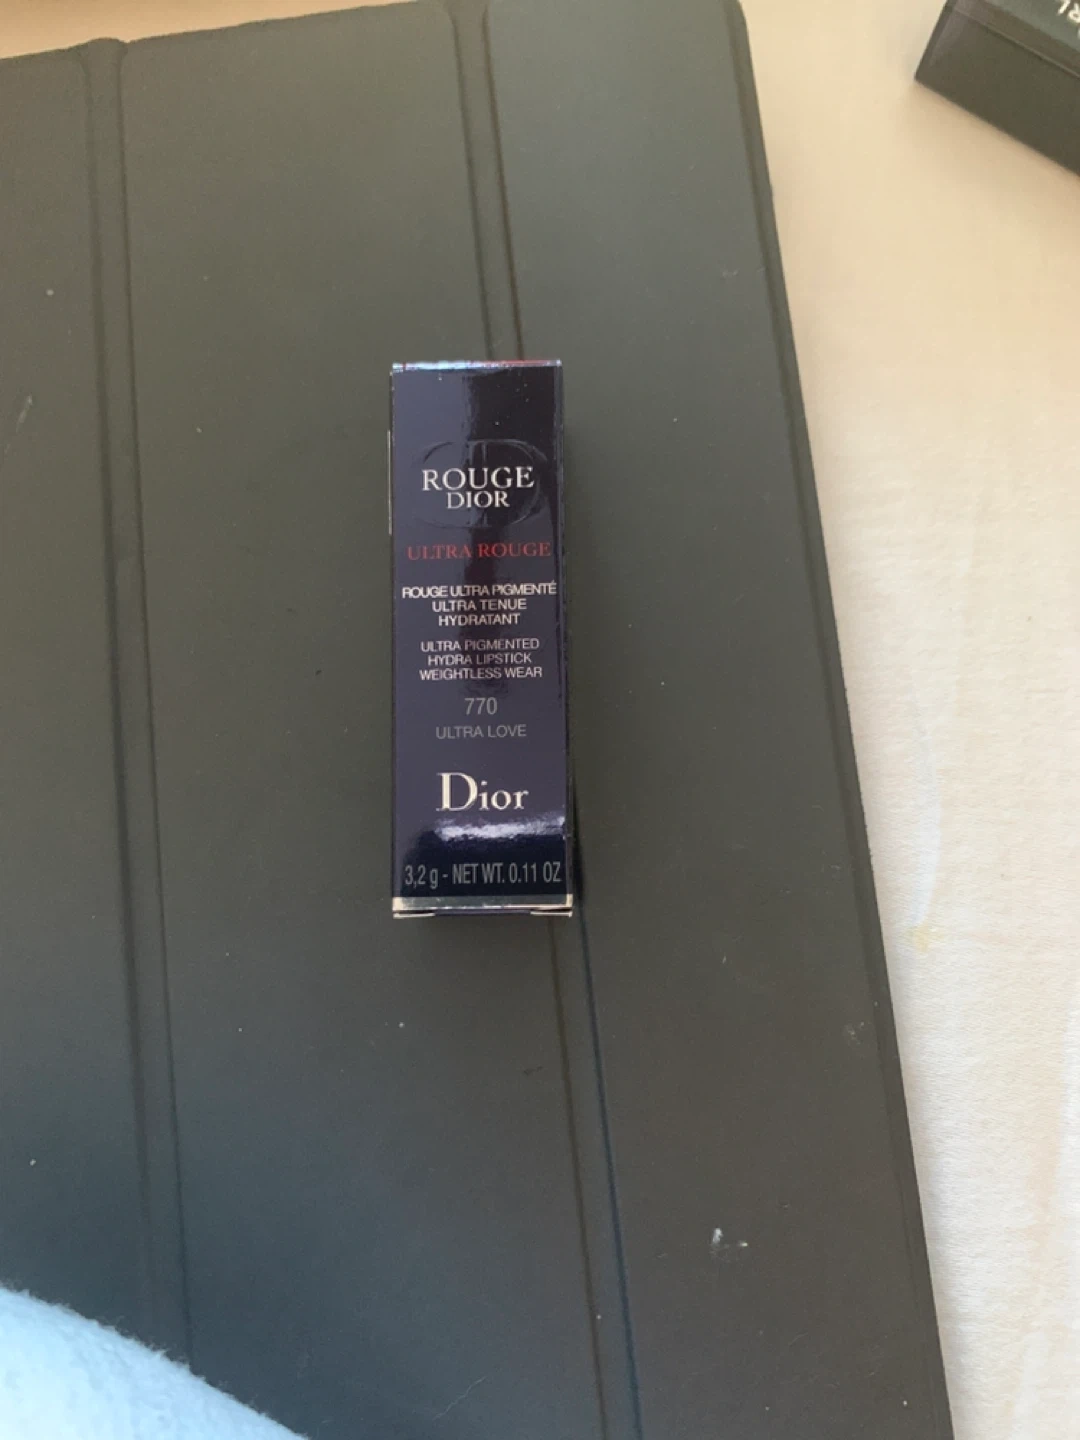 ROUGE
DIOR
ULTRA ROUGE
ROUGE ULTRA PIGMENTÉ
ULTRA TENUE
HYDRATANT
ULTRA PIGMENTED
HYDRA LIPSTICK
WEIGHTLESS WEAR
770
ULTRA LOVE
Dior
3,2 g - NET WT. 0.11 OZ